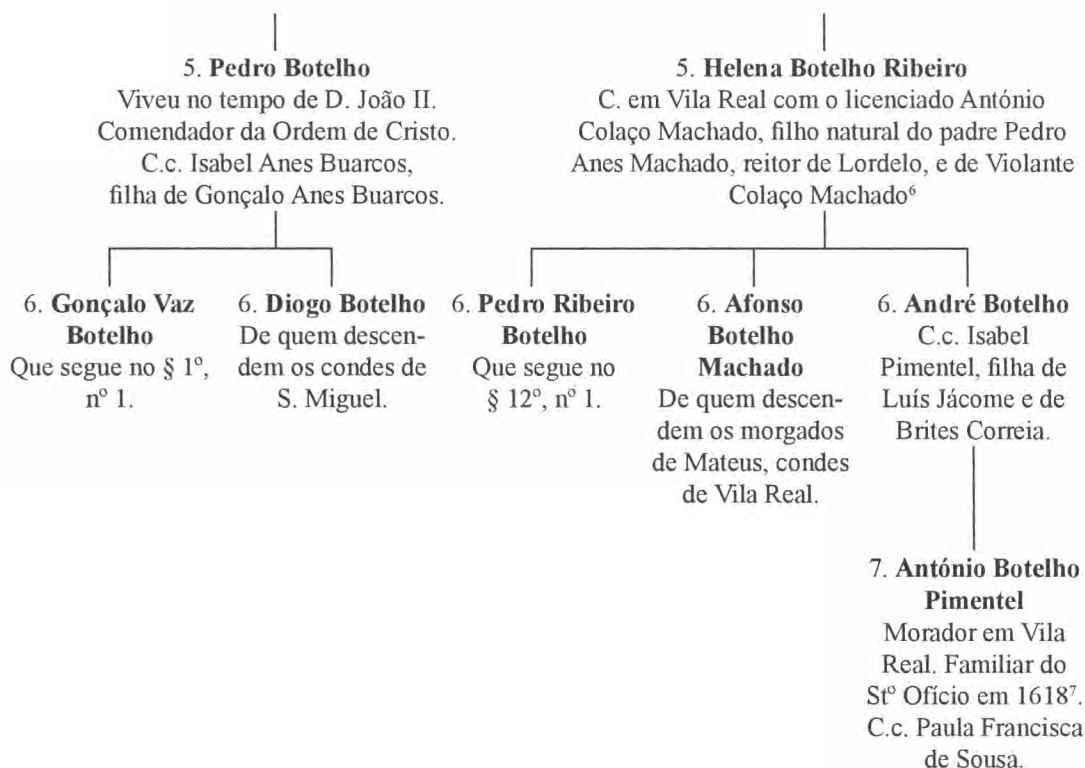 5. Pedro Botelho
Viveu no tempo de D. João II.
Comendador da Ordem de Cristo.
C.c. Isabel Anes Buarcos,
filha de Gonçalo Anes Buarcos.
5. Helena Botelho Ribeiro
C. em Vila Real com o licenciado António
Colaço Machado, filho natural do padre Pedro
Anes Machado, reitor de Lordelo, e de Violante
Colaço Machado⁶
6. Gonçalo Vaz
Botelho
Que segue no § 1º,
nº 1.
6. Diogo Botelho
De quem descen-
dem os condes de
S. Miguel.
6. Pedro Ribeiro
Botelho
Que segue no
§ 12º, nº 1.
6. Afonso
Botelho
Machado
De quem descen-
dem os morgados
de Mateus, condes
de Vila Real.
6. André Botelho
C.c. Isabel
Pimentel, filha de
Luís Jácome e de
Brites Correia.
7. António Botelho
Pimentel
Morador em Vila
Real. Familiar do
Stº Ofício em 1618⁷.
C.c. Paula Francisca
de Sousa.